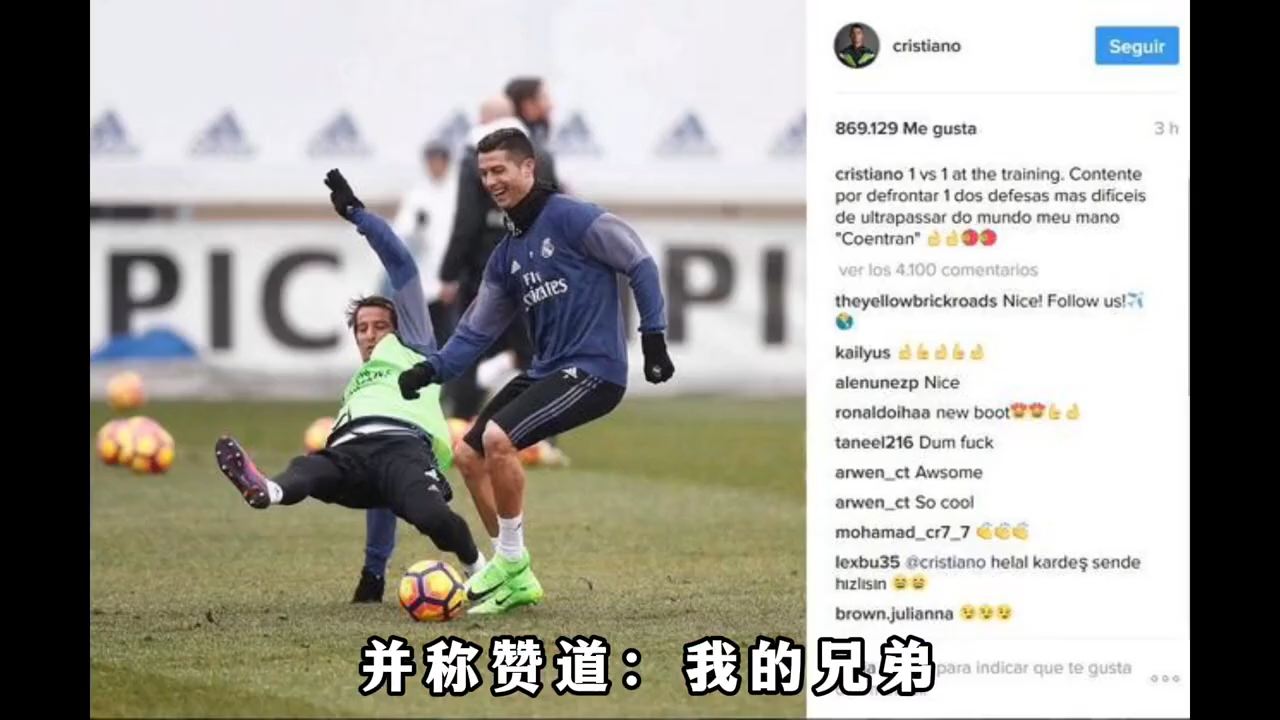 cristiano
Seguir
869.129 Me gusta
3 h
cristiano 1 vs 1 at the training. Contente
por defrontar 1 dos defesas mas difíceis
de ultrapassar do mundo meu mano
"Coentran" 👌👌🇵🇹🇵🇹
ver los 4.100 comentarios
theyellowbrickroads Nice! Follow us!✈️
🌎
kailyus 👌👍👌👍👌
alenunezp Nice
ronaldoihaa new boot😍😍👍👌
taneel216 Dum fuck
arwen_ct Awsome
arwen_ct So cool
mohamad_cr7_7 👏👏👏
lexbu35 @cristiano helal kardeş sende
hızlısın 😄😄
brown.julianna 😉😉😉
para indicar que te gusta
PIC
PI
Fly
Emirates
并称赞道：我的兄弟